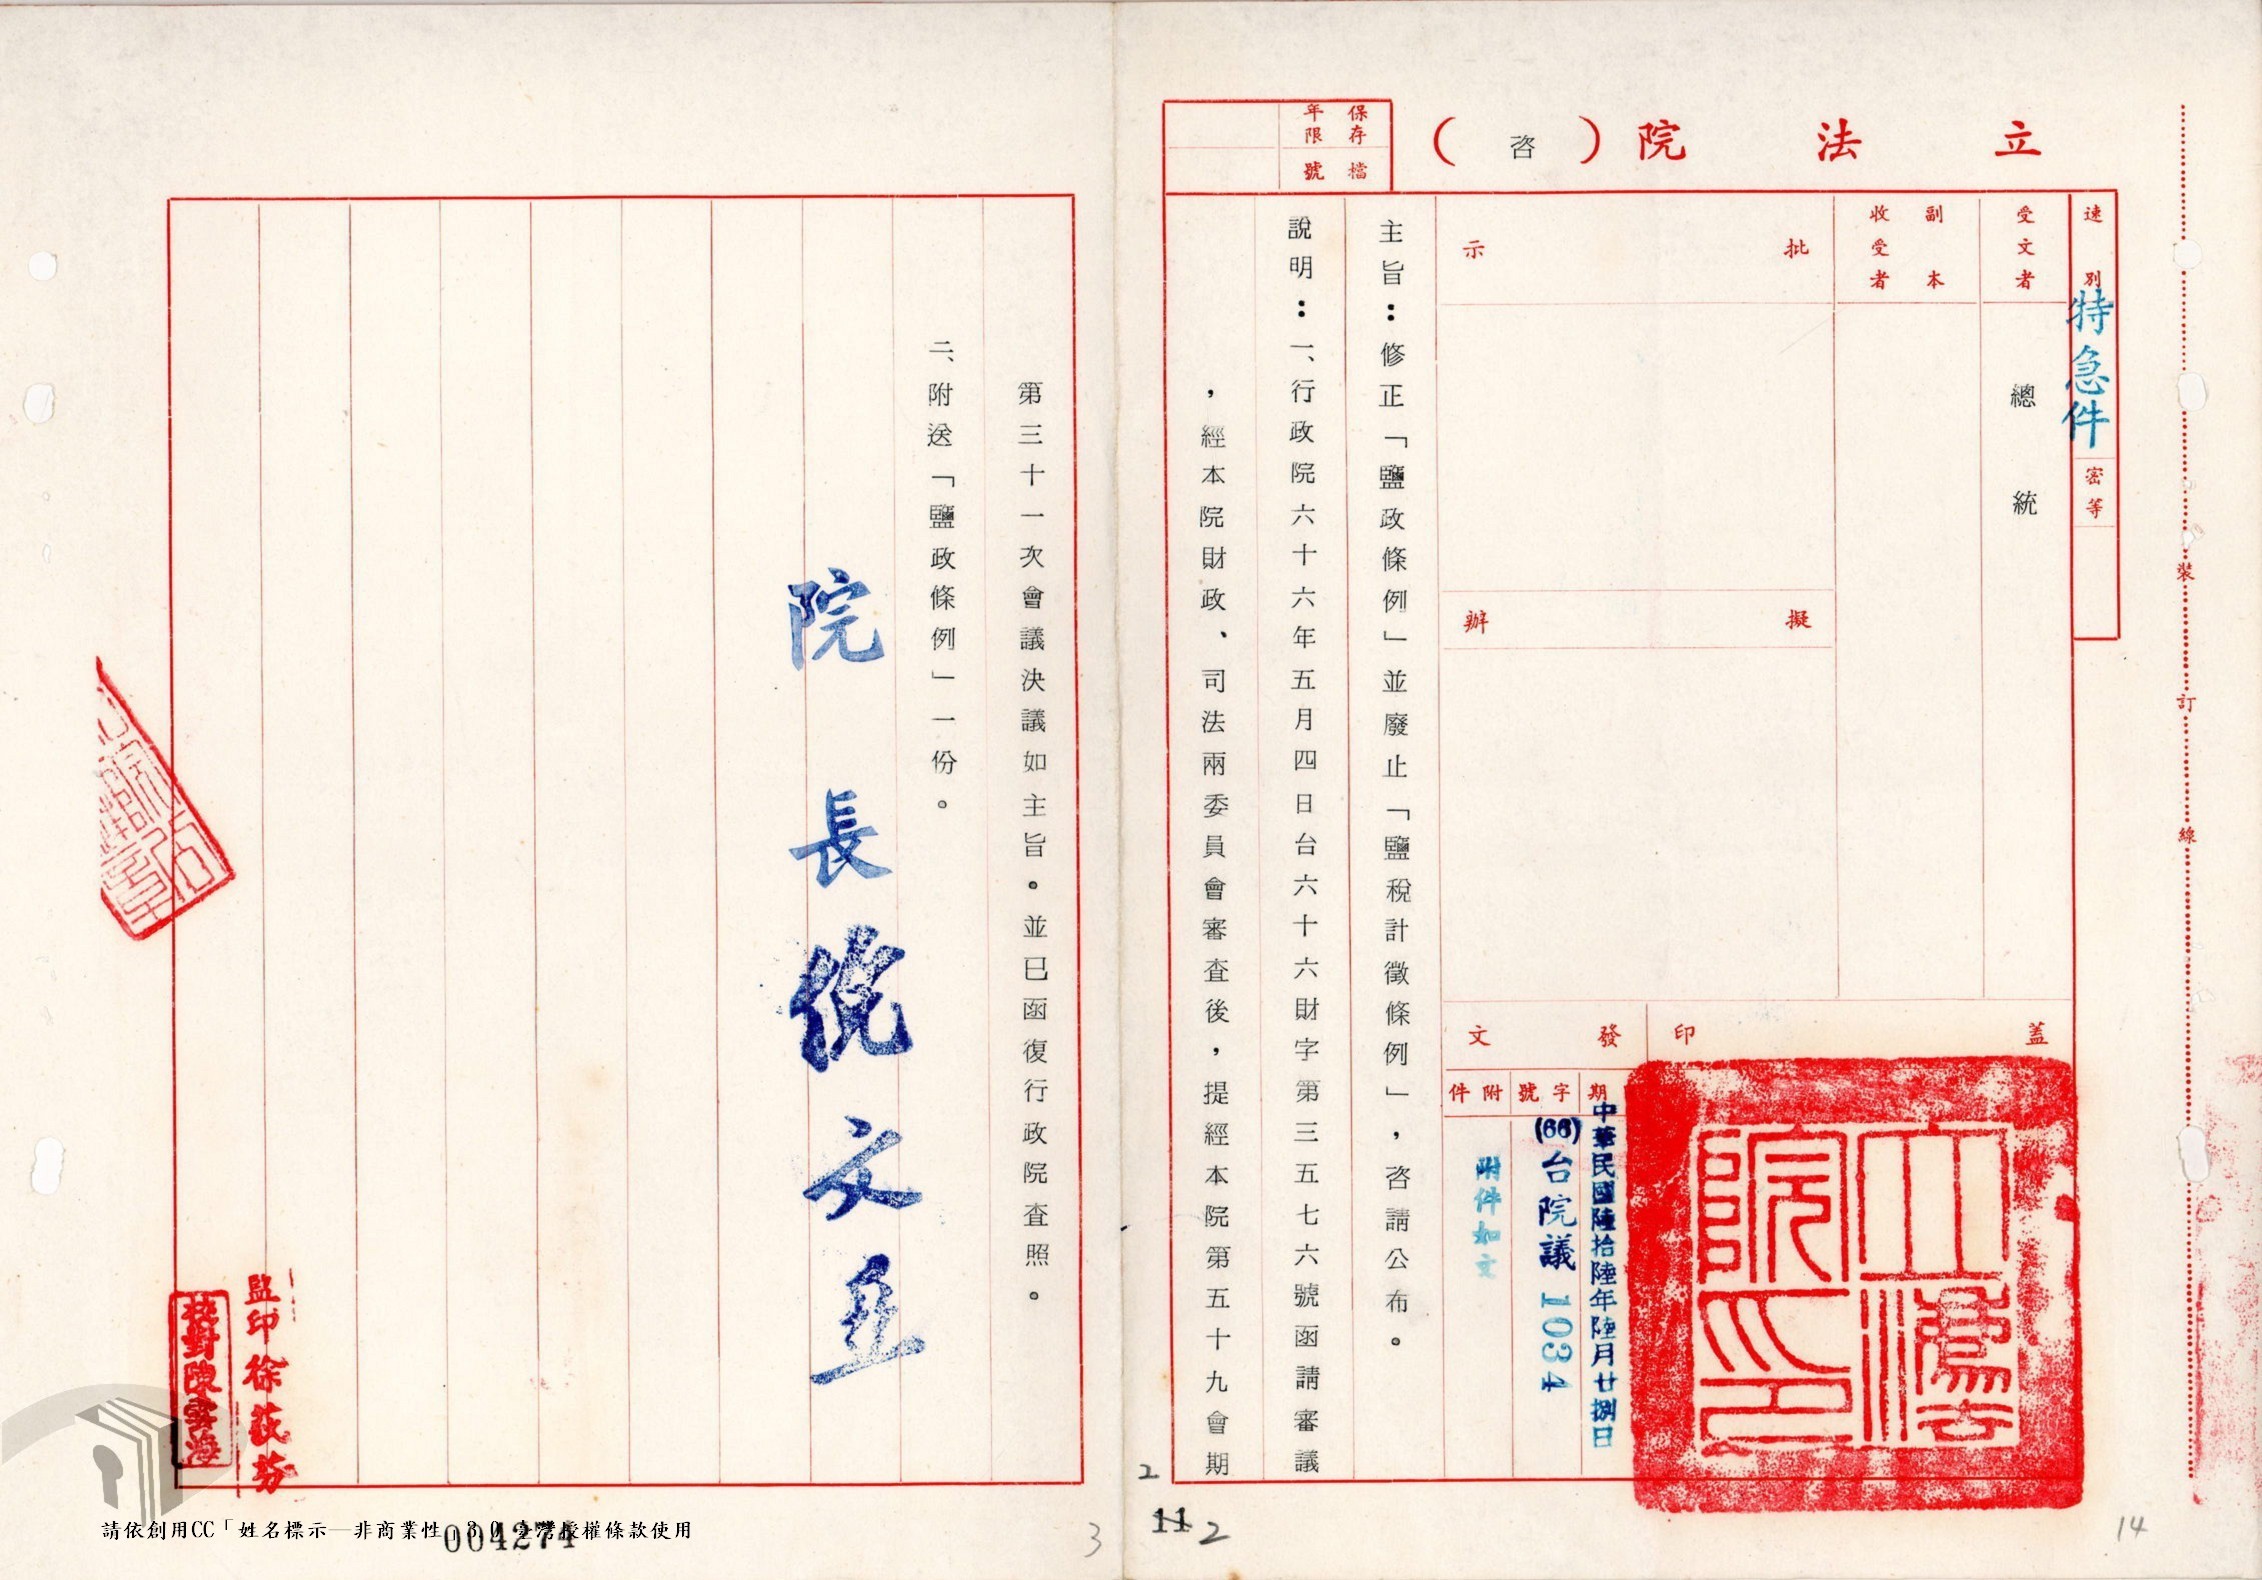 立法院（咨）
保存年限
檔號
速別
特急件
密等
受文者
總統
副本收受者
批示
擬辦
蓋印
發文
期
字號
附件
中華民國陸拾陸年陸月廿捌日
(66)台院議1034
附件如文
立法院印
主旨：修正「鹽政條例」並廢止「鹽稅計徵條例」，咨請公布。
說明：一、行政院六十六年五月四日台六十六財字第三五七六號函請審議
，經本院財政、司法兩委員會審查後，提經本院第五十九會期
第三十一次會議決議如主旨。並已函復行政院查照。
二、附送「鹽政條例」一份。
院長倪文亞
監印徐荻芬
校對陳雲海
裝訂線
2
11 2
14
3
004274
請依創用CC「姓名標示─非商業性」3.0 臺灣授權條款使用